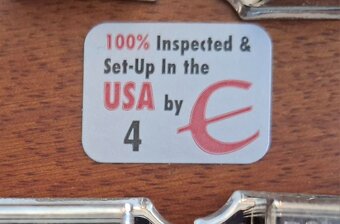 100% Inspected &
Set-Up In the
USA by
4